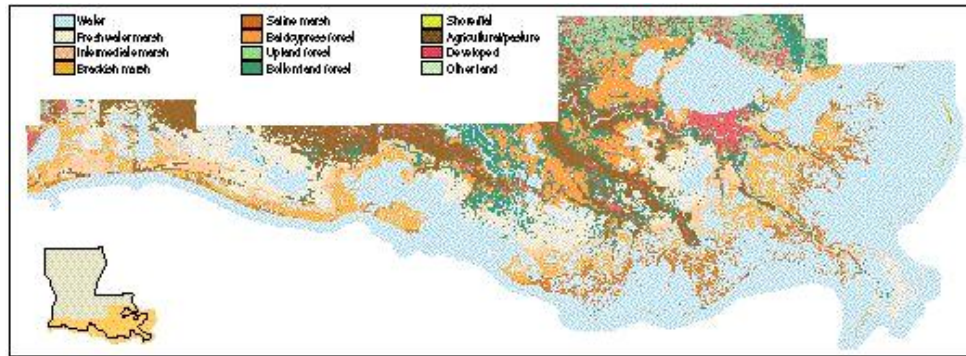 Water
Fresh water marsh
Intermediate marsh
Brackish marsh
Saline marsh
Baldcypress forest
Upland forest
Bottomland forest
Shore/flat
Agricultural/pasture
Developed
Other land